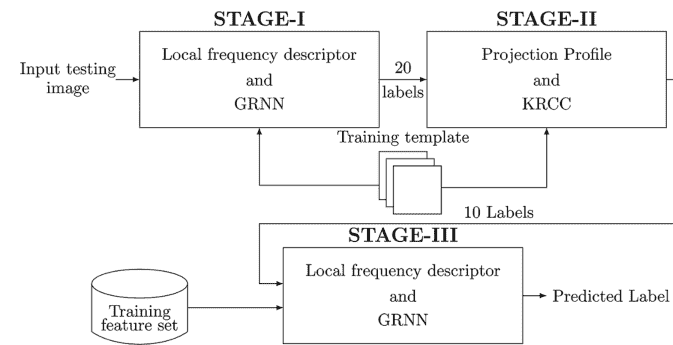 STAGE-I
STAGE-II
Input testing
image
Local frequency descriptor
and
GRNN
20
labels
Projection Profile
and
KRCC
Training template
10 Labels
STAGE-III
Local frequency descriptor
and
GRNN
Training
feature set
Predicted Label